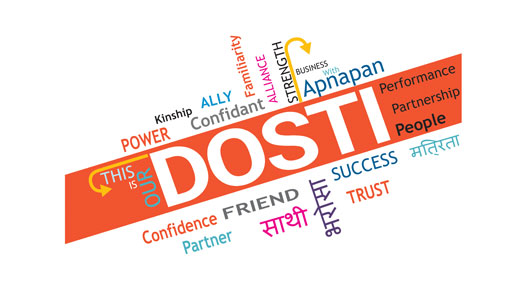 Kinship
ALLY
Familiarity
ALLIANCE
STRENGTH
BUSINESS
With
Apnapan
Confidant
POWER
THIS
IS
OUR
DOSTI
Performance
Partnership
People
Confidence
FRIEND
Partner
साथी
भरोसा
SUCCESS
TRUST
मित्रता